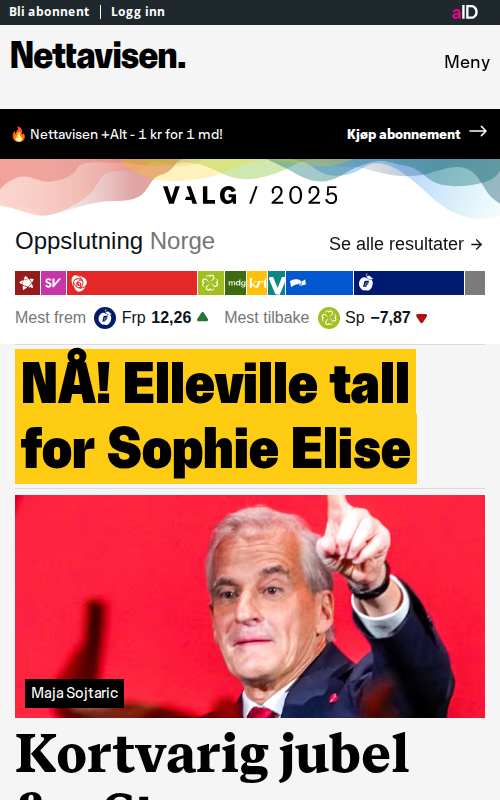 Bli abonnent | Logg inn
aID
Nettavisen.
Meny
🔥 Nettavisen +Alt - 1 kr for 1 md!
Kjøp abonnement →
VALG / 2025
Oppslutning Norge
Se alle resultater →
SV
mdg
krf
V
Mest frem Frp 12,26 ▲ Mest tilbake Sp −7,87 ▼
NÅ! Elleville tall
for Sophie Elise
Maja Sojtaric
Kortvarig jubel